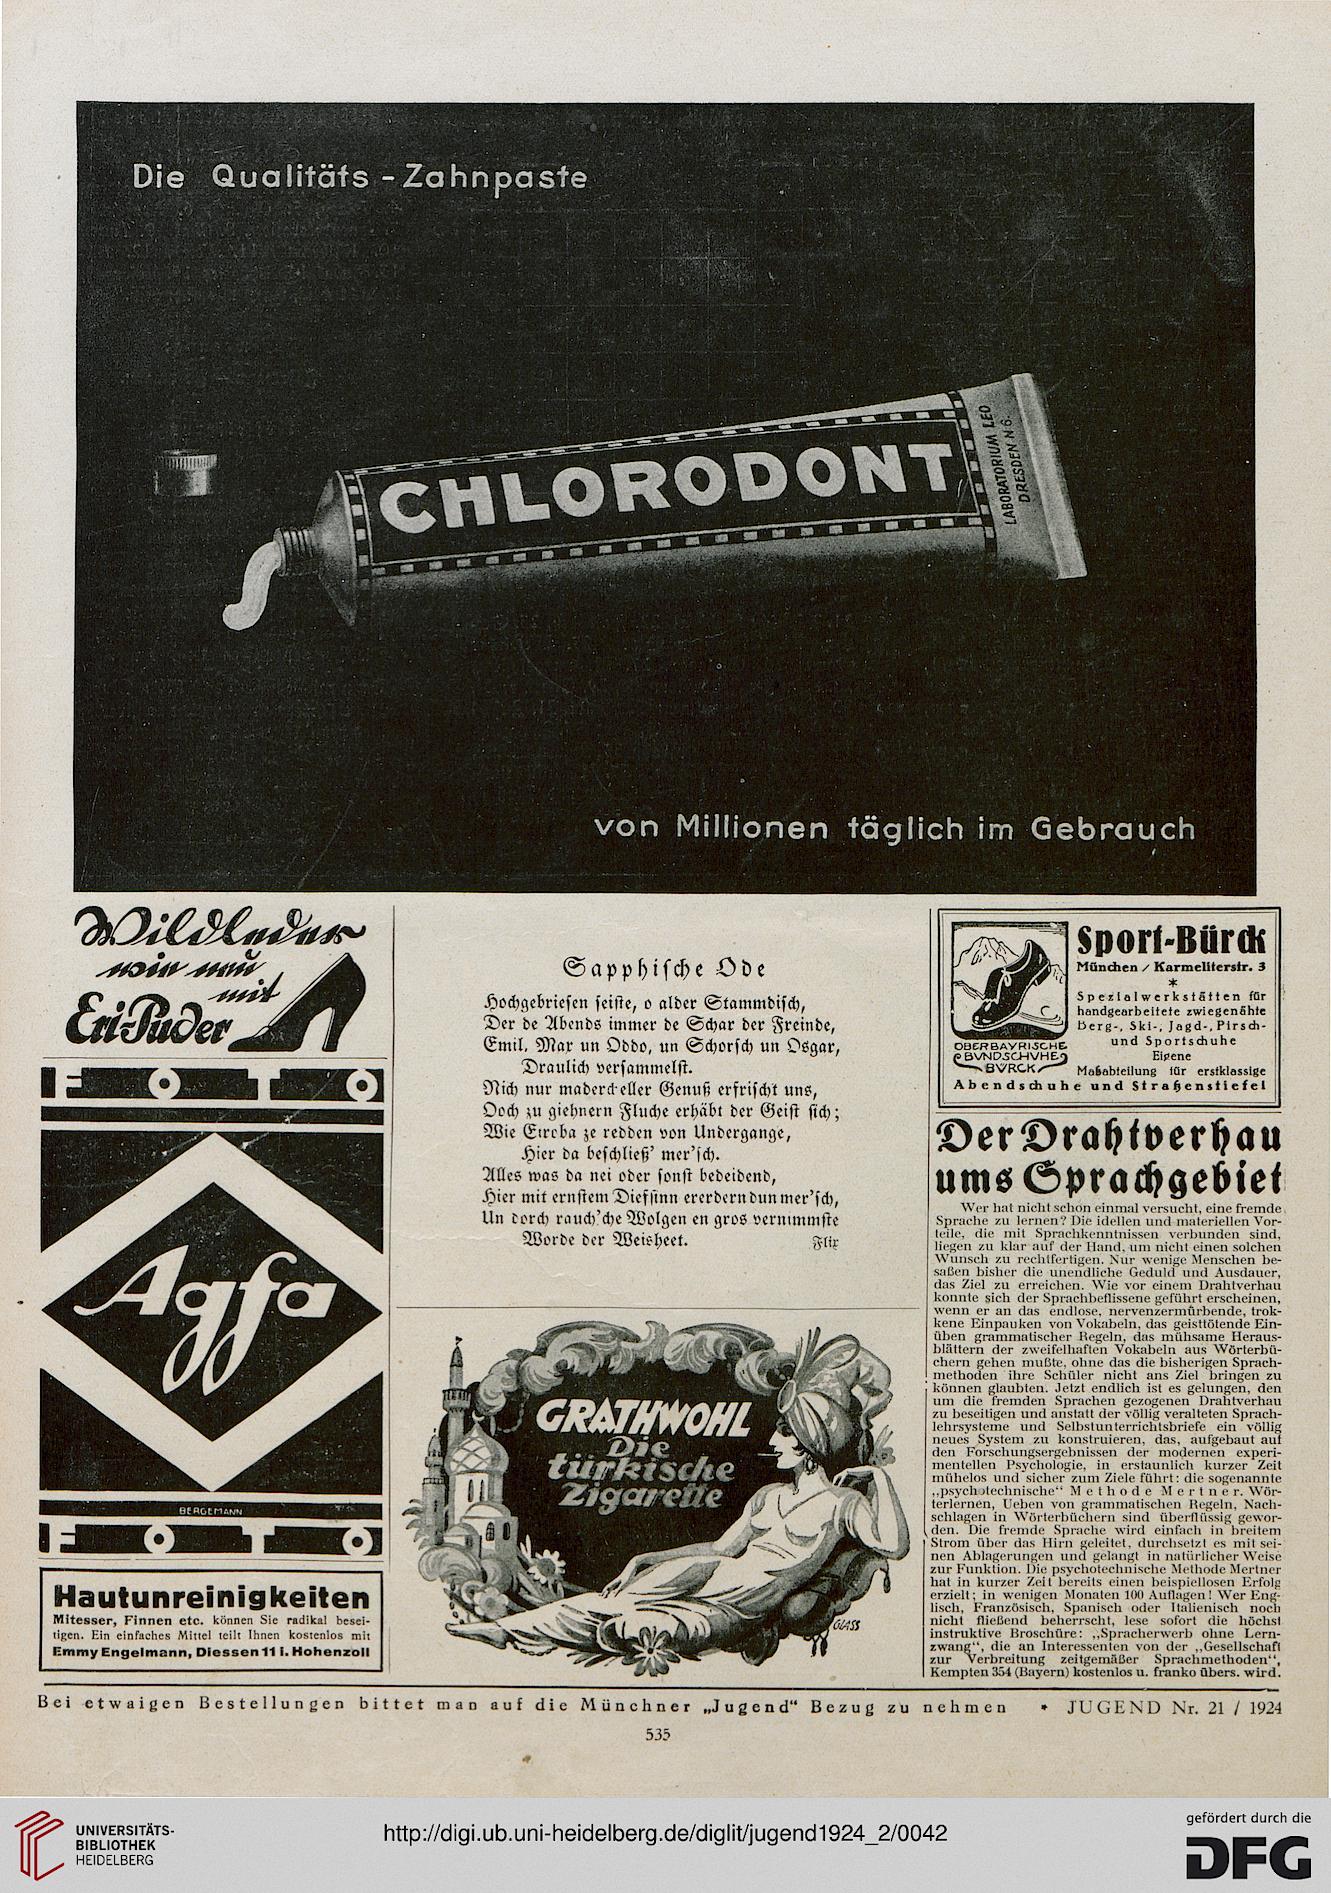 Die Qualitäts-Zahnpaste
CHLORODONT
LABORATORIUM LEO
DRESDEN N 6.
von Millionen täglich im Gebrauch
Wildleder
wie neu
mit
Eri-Puder
FOTO
Agfa
BERGEMANN
FOTO
Hautunreinigkeiten
Mitesser, Finnen etc. können Sie radikal besei-
tigen. Ein einfaches Mittel teilt Ihnen kostenlos mit
Emmy Engelmann, Diessen 11 i. Hohenzoll
Sapphische Ode
Hochgebriesen seiste, o alder Stammdisch,
Der de Abends immer de Schar der Freinde,
Emil, Max un Oddo, un Schorsch un Osgar,
Draulich versammelst.
Nich nur maderd·eller Genuß erfrischt uns,
Ooch zu giehnern Fluche erhäbt der Geist sich;
Wie Eiroba ze redden von Undergange,
Hier da beschließ' mer'sch.
Alles was da nei oder sonst bedeidend,
Hier mit ernstem Diefsinn ererdern dun mer'sch,
Un dorch rauch'che Wolgen en gros vernimmste
Worde der Weisheet.
Flix
GRATHWOHL
Die
türkische
Zigarette
GLASS
OBERBAYRISCHE
BUNDSCHUHE
BÜRCK
Sport-Bürck
München / Karmeliterstr. 3
*
Spezialwerkstätten für
handgearbeitete zwiegenähte
Berg-, Ski-, Jagd-, Pirsch-
und Sportschuhe
Eigene
Maßabteilung für erstklassige
Abendschuhe und Straßenstiefel
Der Drahtverhau
ums Sprachgebiet
Wer hat nicht schon einmal versucht, eine fremde
Sprache zu lernen? Die idellen und materiellen Vor-
teile, die mit Sprachkenntnissen verbunden sind,
liegen zu klar auf der Hand, um nicht einen solchen
Wunsch zu rechtfertigen. Nur wenige Menschen be-
saßen bisher die unendliche Geduld und Ausdauer,
das Ziel zu erreichen. Wie vor einem Drahtverhau
konnte sich der Sprachbeflissene geführt erscheinen,
wenn er an das endlose, nervenzermürbende, trok-
kene Einpauken von Vokabeln, das geisttötende Ein-
üben grammatischer Regeln, das mühsame Heraus-
blättern der zweifelhaften Vokabeln aus Wörterbü-
chern gehen mußte, ohne das die bisherigen Sprach-
methoden ihre Schüler nicht ans Ziel bringen zu
können glaubten. Jetzt endlich ist es gelungen, den
um die fremden Sprachen gezogenen Drahtverhau
zu beseitigen und anstatt der völlig veralteten Sprach-
lehrsysteme und Selbstunterrichtsbriefe ein völlig
neues System zu konstruieren, das, aufgebaut auf
den Forschungsergebnissen der modernen experi-
mentellen Psychologie, in erstaunlich kurzer Zeit
mühelos und sicher zum Ziele führt: die sogenannte
„psychotechnische“ Methode Mertner. Wör-
terlernen, Ueben von grammatischen Regeln, Nach-
schlagen in Wörterbüchern sind überflüssig gewor-
den. Die fremde Sprache wird einfach in breitem
Strom über das Hirn geleitet, durchsetzt es mit sei-
nen Ablagerungen und gelangt in natürlicher Weise
zur Funktion. Die psychotechnische Methode Mertner
hat in kurzer Zeit bereits einen beispiellosen Erfolg
erzielt; in wenigen Monaten 100 Auflagen! Wer Eng-
lisch, Französisch, Spanisch oder Italienisch noch
nicht fließend beherrscht, lese sofort die höchst
instruktive Broschüre: „Spracherwerb ohne Lern-
zwang“, die an Interessenten von der „Gesellschaft
zur Verbreitung zeitgemäßer Sprachmethoden“,
Kempten 354 (Bayern) kostenlos u. franko übers. wird.
Bei etwaigen Bestellungen bittet man auf die Münchner „Jugend“ Bezug zu nehmen * JUGEND Nr. 21 / 1924
535
UNIVERSITÄTS-
BIBLIOTHEK
HEIDELBERG
http://digi.ub.uni-heidelberg.de/diglit/jugend1924_2/0042
gefördert durch die
DFG